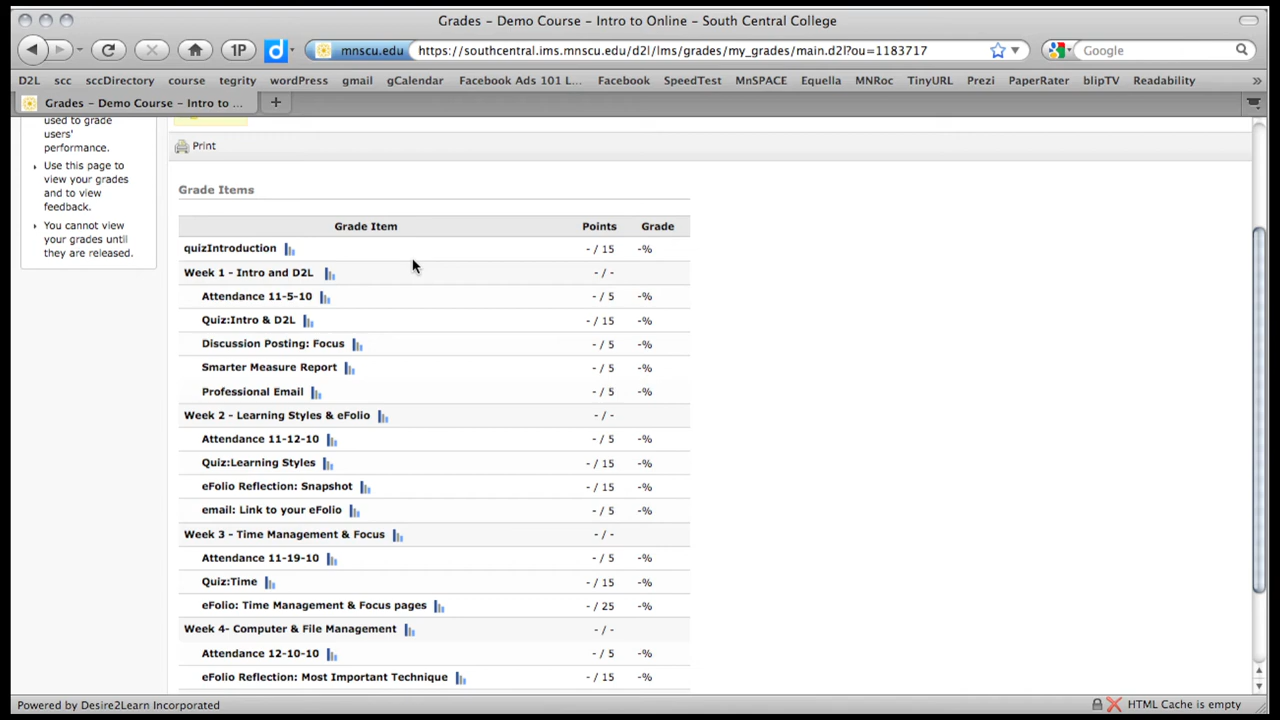 Grades – Demo Course – Intro to Online – South Central College
1P d mnscu.edu https://southcentral.ims.mnscu.edu/d2l/lms/grades/my_grades/main.d2l?ou=1183717 Google
D2L scc sccDirectory course tegrity wordPress gmail gCalendar Facebook Ads 101 L... Facebook SpeedTest MnSPACE Equella MNRoc TinyURL Prezi PaperRater blipTV Readability »
Grades – Demo Course – Intro to ... +
used to grade
users'
performance.
Use this page to
view your grades
and to view
feedback.
You cannot view
your grades until
they are released.
Print
Grade Items
Grade Item Points Grade
quizIntroduction - / 15 -%
Week 1 - Intro and D2L - / -
Attendance 11-5-10 - / 5 -%
Quiz:Intro & D2L - / 15 -%
Discussion Posting: Focus - / 5 -%
Smarter Measure Report - / 5 -%
Professional Email - / 5 -%
Week 2 - Learning Styles & eFolio - / -
Attendance 11-12-10 - / 5 -%
Quiz:Learning Styles - / 15 -%
eFolio Reflection: Snapshot - / 15 -%
email: Link to your eFolio - / 5 -%
Week 3 - Time Management & Focus - / -
Attendance 11-19-10 - / 5 -%
Quiz:Time - / 15 -%
eFolio: Time Management & Focus pages - / 25 -%
Week 4- Computer & File Management - / -
Attendance 12-10-10 - / 5 -%
eFolio Reflection: Most Important Technique - / 15 -%
Powered by Desire2Learn Incorporated HTML Cache is empty